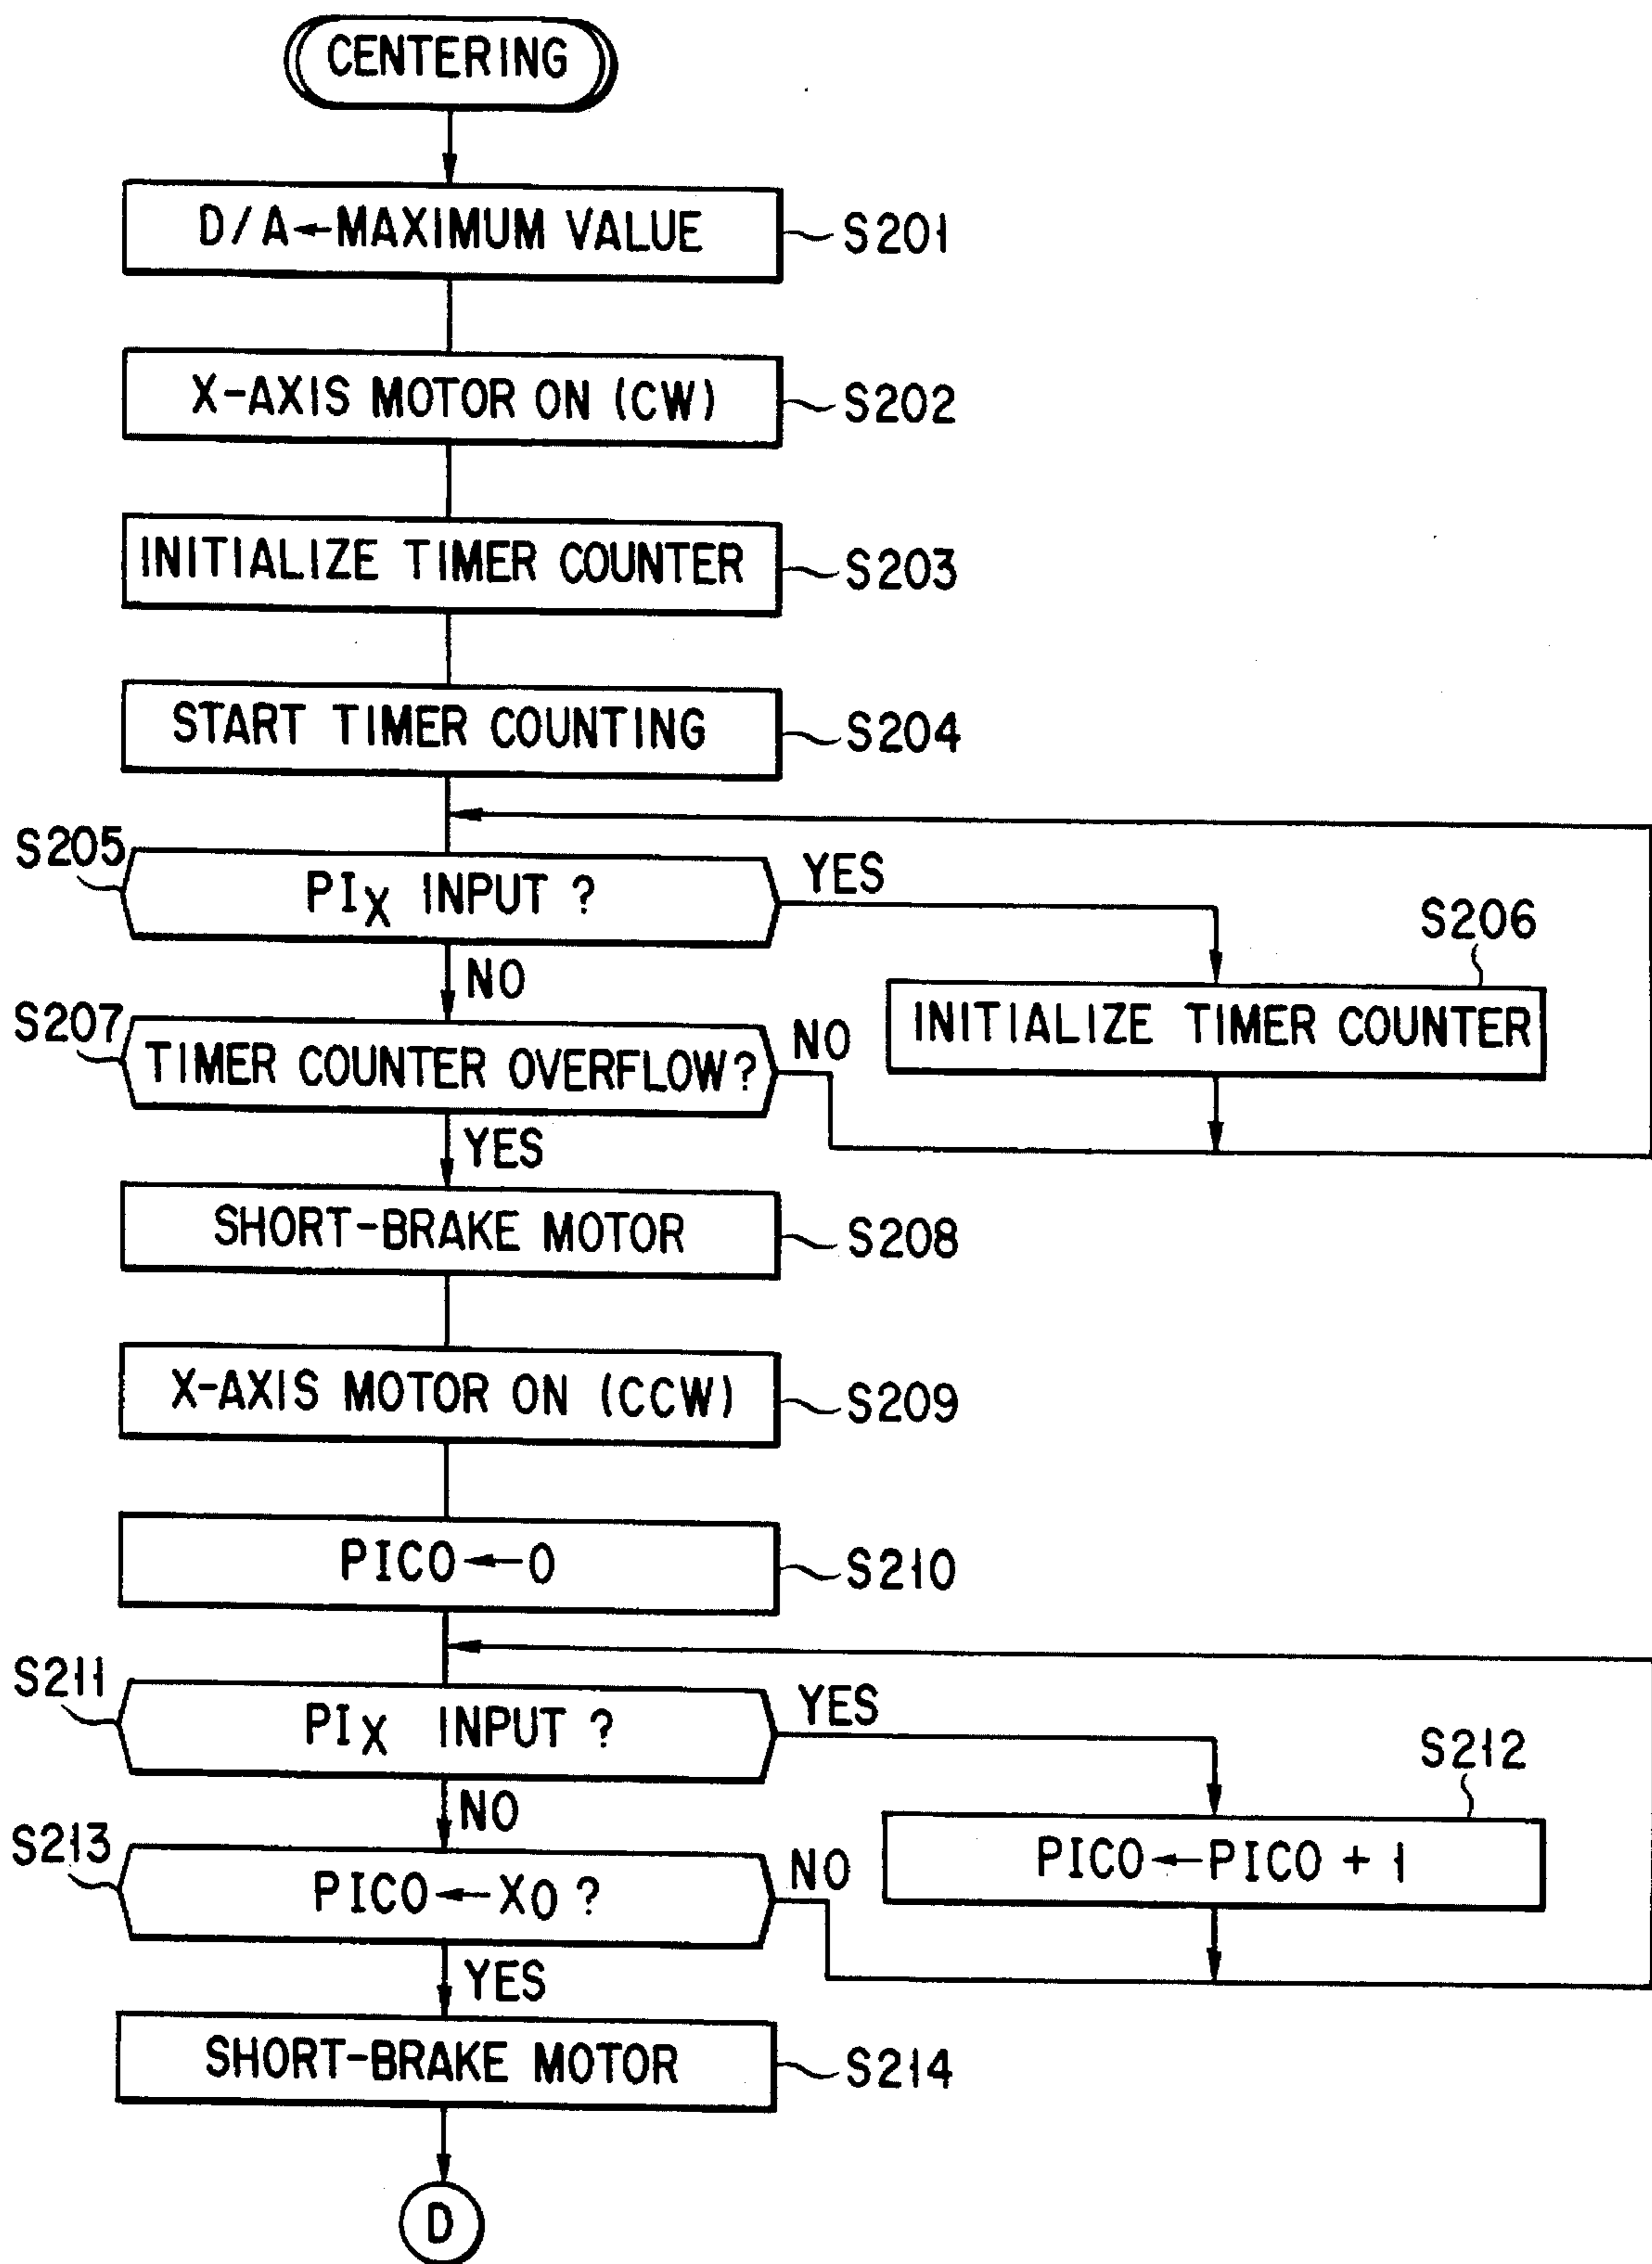 CENTERING
D/A←MAXIMUM VALUE
S201
X-AXIS MOTOR ON (CW)
S202
INITIALIZE TIMER COUNTER
S203
START TIMER COUNTING
S204
S205
PIX INPUT ?
YES
NO
S206
INITIALIZE TIMER COUNTER
S207
TIMER COUNTER OVERFLOW?
NO
YES
SHORT-BRAKE MOTOR
S208
X-AXIS MOTOR ON (CCW)
S209
PICO←0
S210
S211
PIX INPUT ?
YES
NO
S212
PICO←PICO + 1
S213
PICO←X0 ?
NO
YES
SHORT-BRAKE MOTOR
S214
D